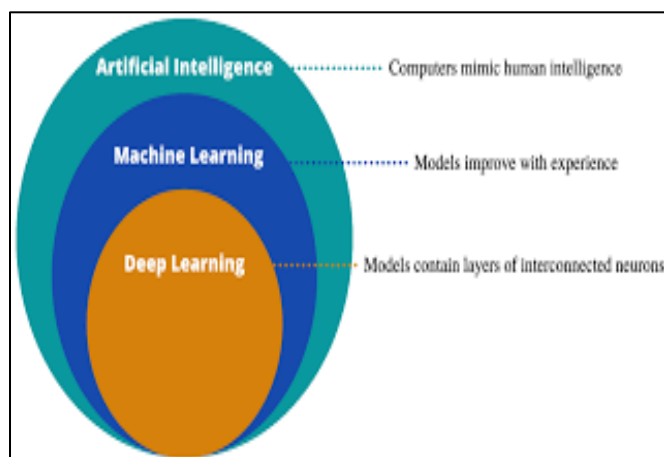 Artificial Intelligence
Computers mimic human intelligence
Machine Learning
Models improve with experience
Deep Learning
Models contain layers of interconnected neurons